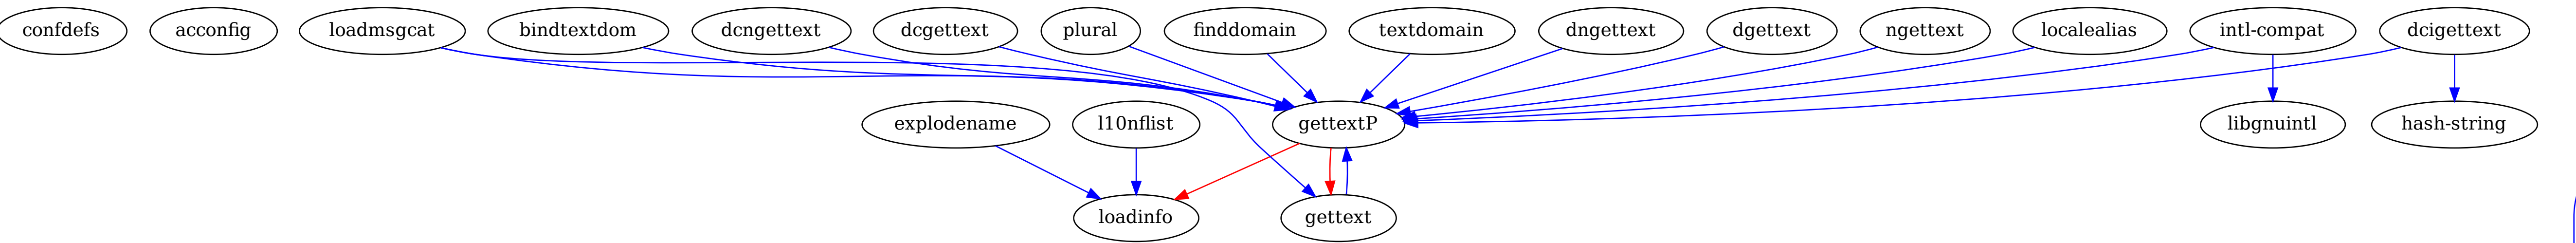 confdefs
acconfig
loadmsgcat
bindtextdom
dcngettext
dcgettext
plural
finddomain
textdomain
dngettext
dgettext
ngettext
localealias
intl-compat
dcigettext
explodename
l10nflist
gettextP
libgnuintl
hash-string
loadinfo
gettext